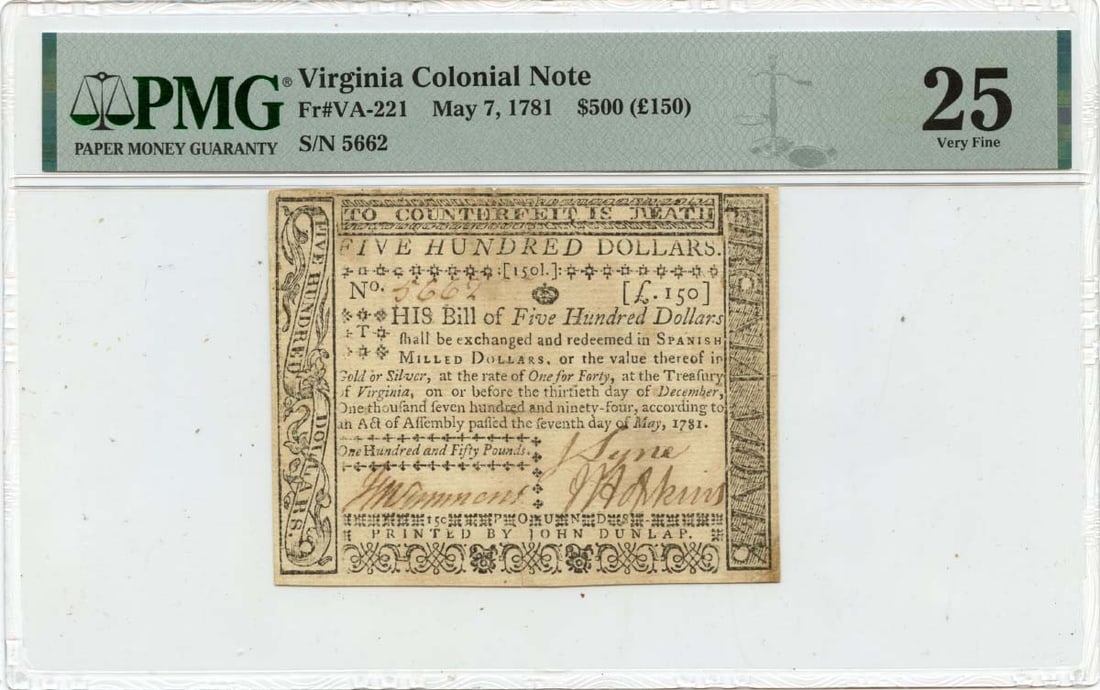 PMG® Virginia Colonial Note
Fr#VA-221 May 7, 1781 $500 (£150)
PAPER MONEY GUARANTY S/N 5662
25
Very Fine
TO COUNTERFEIT IS DEATH
FIVE HUNDRED DOLLARS.
FIVE HUNDRED DOLLARS.
:[150l.]:
No. 5662 [£.150]
THIS Bill of Five Hundred Dollars
ſhall be exchanged and redeemed in SPANISH
MILLED DOLLARS, or the value thereof in
Gold or Silver, at the rate of One for Forty, at the Treaſury
of Virginia, on or before the thirtieth day of December,
One thouſand ſeven hundred and ninety-four, according to
an Act of Aſſembly paſſed the ſeventh day of May, 1781.
One Hundred and Fifty Pounds.
J Lyne
J Hopkins
150 POUNDS
PRINTED BY JOHN DUNLAP.